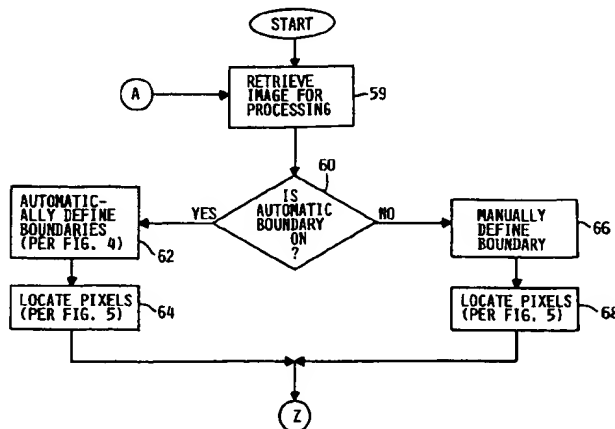 START
A
RETRIEVE
IMAGE FOR
PROCESSING
59
60
IS
AUTOMATIC
BOUNDARY
ON
?
YES
NO
AUTOMATIC-
ALLY DEFINE
BOUNDARIES
(PER FIG. 4)
62
MANUALLY
DEFINE
BOUNDARY
66
LOCATE PIXELS
(PER FIG. 5)
64
LOCATE PIXELS
(PER FIG. 5)
68
Z